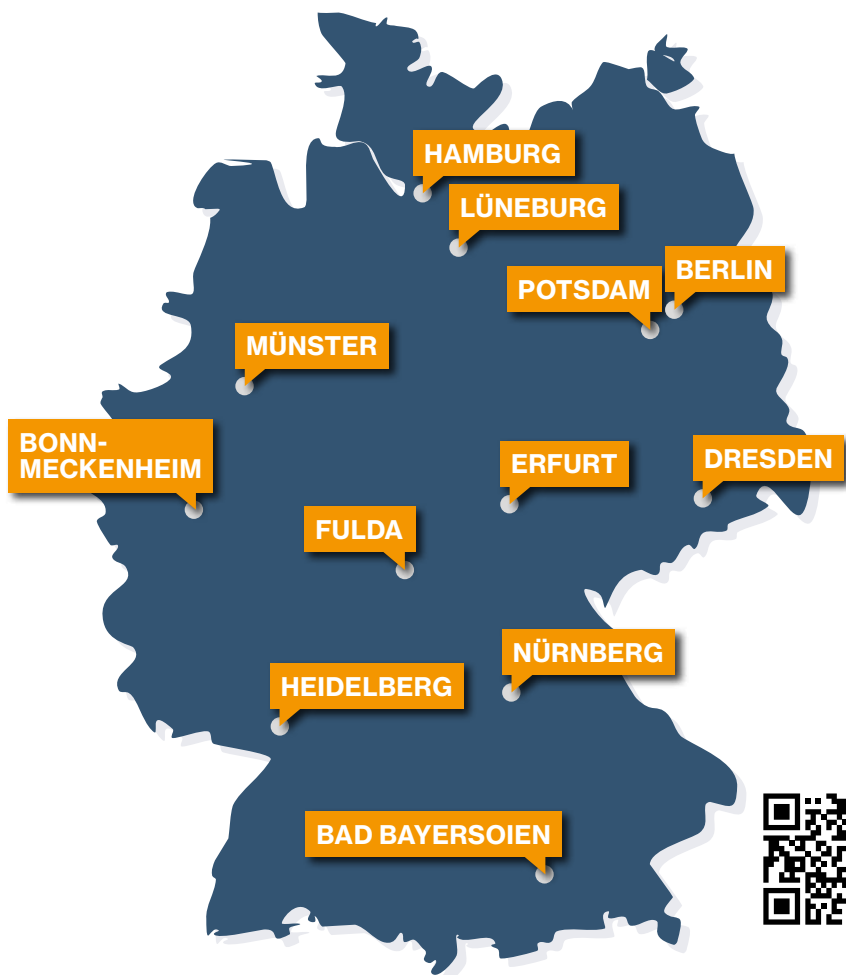 HAMBURG
LÜNEBURG
BERLIN
POTSDAM
MÜNSTER
BONN-
MECKENHEIM
ERFURT
DRESDEN
FULDA
NÜRNBERG
HEIDELBERG
BAD BAYERSOIEN